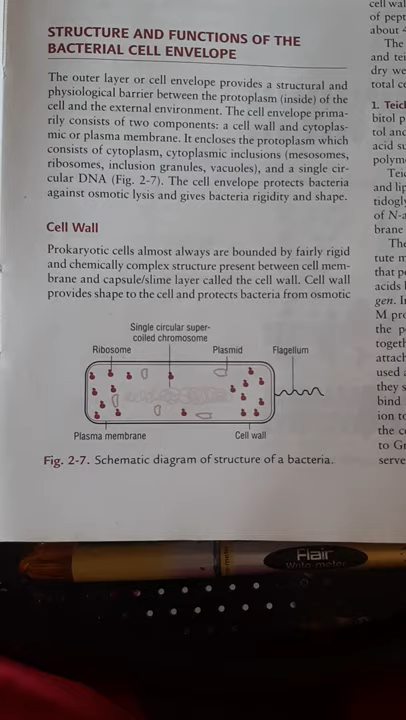 STRUCTURE AND FUNCTIONS OF THE
BACTERIAL CELL ENVELOPE
The outer layer or cell envelope provides a structural and
physiological barrier between the protoplasm (inside) of the
cell and the external environment. The cell envelope prima-
rily consists of two components: a cell wall and cytoplas-
mic or plasma membrane. It encloses the protoplasm which
consists of cytoplasm, cytoplasmic inclusions (mesosomes,
ribosomes, inclusion granules, vacuoles), and a single cir-
cular DNA (Fig. 2-7). The cell envelope protects bacteria
against osmotic lysis and gives bacteria rigidity and shape.
Cell Wall
Prokaryotic cells almost always are bounded by fairly rigid
and chemically complex structure present between cell mem-
brane and capsule/slime layer called the cell wall. Cell wall
provides shape to the cell and protects bacteria from osmotic
Single circular super-
coiled chromosome
Ribosome
Plasmid
Flagellum
Plasma membrane
Cell wall
Fig. 2-7. Schematic diagram of structure of a bacteria.
cell wal
of pept
about 4
The
and tei
dry we
total ce
1. Teich
bitol p
tol and
acid su
polyme
Teic
and lip
tidogly
of N-a
brane
The
tute m
that pe
acids l
gen. In
M pro
the p
togeth
attach
used a
they s
bind
ion to
the ce
to Gr
serve
Flair
Write-meter